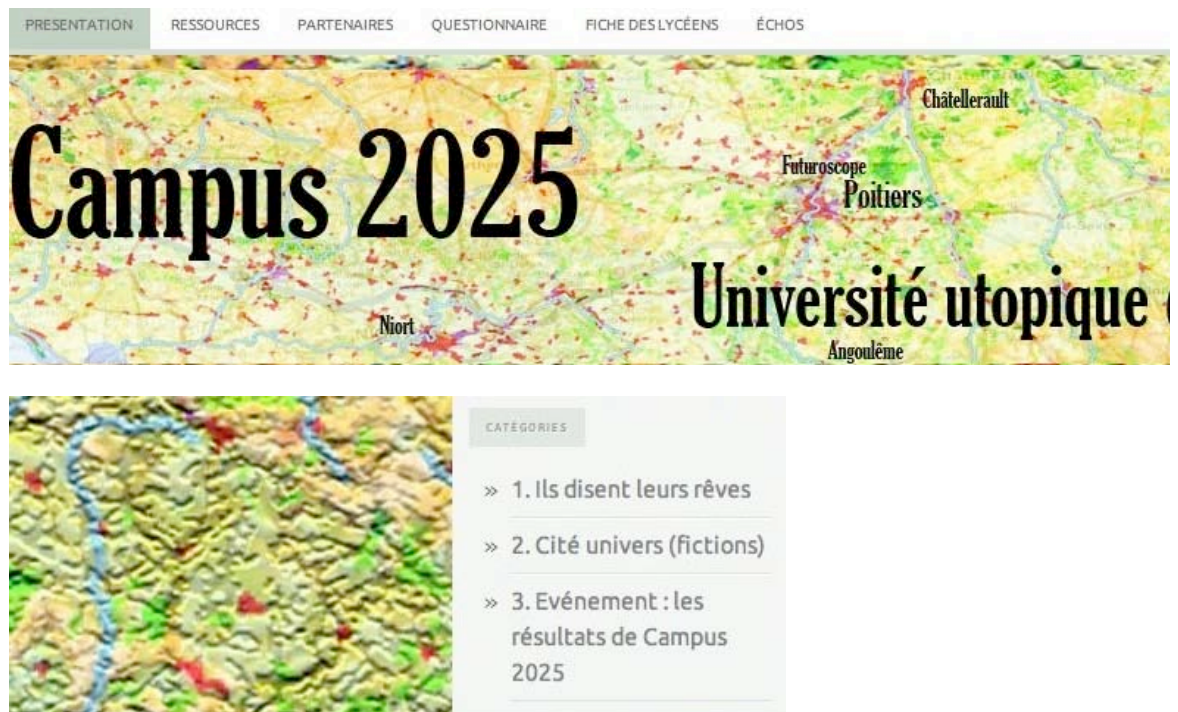 PRESENTATION RESSOURCES PARTENAIRES QUESTIONNAIRE FICHE DES LYCÉENS ÉCHOS
Châtellerault
Campus 2025
Futuroscope
Poitiers
Université utopique
Niort
Angoulême
CATÉGORIES
» 1. Ils disent leurs rêves
» 2. Cité univers (fictions)
» 3. Evénement : les
résultats de Campus
2025